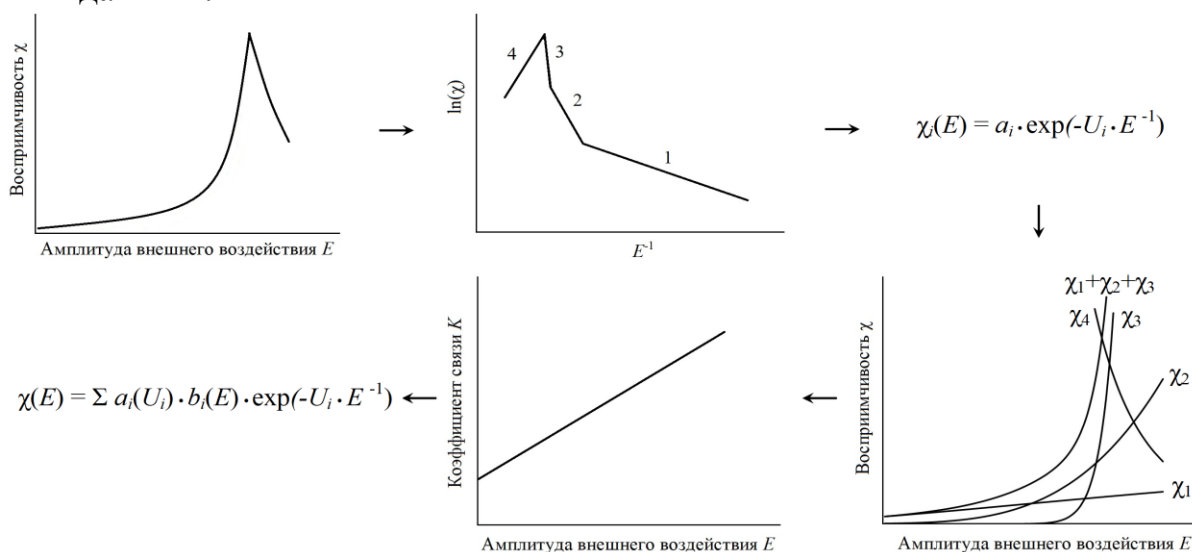 Восприимчивость χ
Амплитуда внешнего воздействия E
ln(χ)
4
3
2
1
E⁻¹
χᵢ(E) = aᵢ·exp(-Uᵢ·E⁻¹)
χ(E) = Σ aᵢ(Uᵢ)·bᵢ(E)·exp(-Uᵢ·E⁻¹)
Коэффициент связи K
Амплитуда внешнего воздействия E
Восприимчивость χ
χ₁+χ₂+χ₃
χ₄
χ₃
χ₂
χ₁
Амплитуда внешнего воздействия E